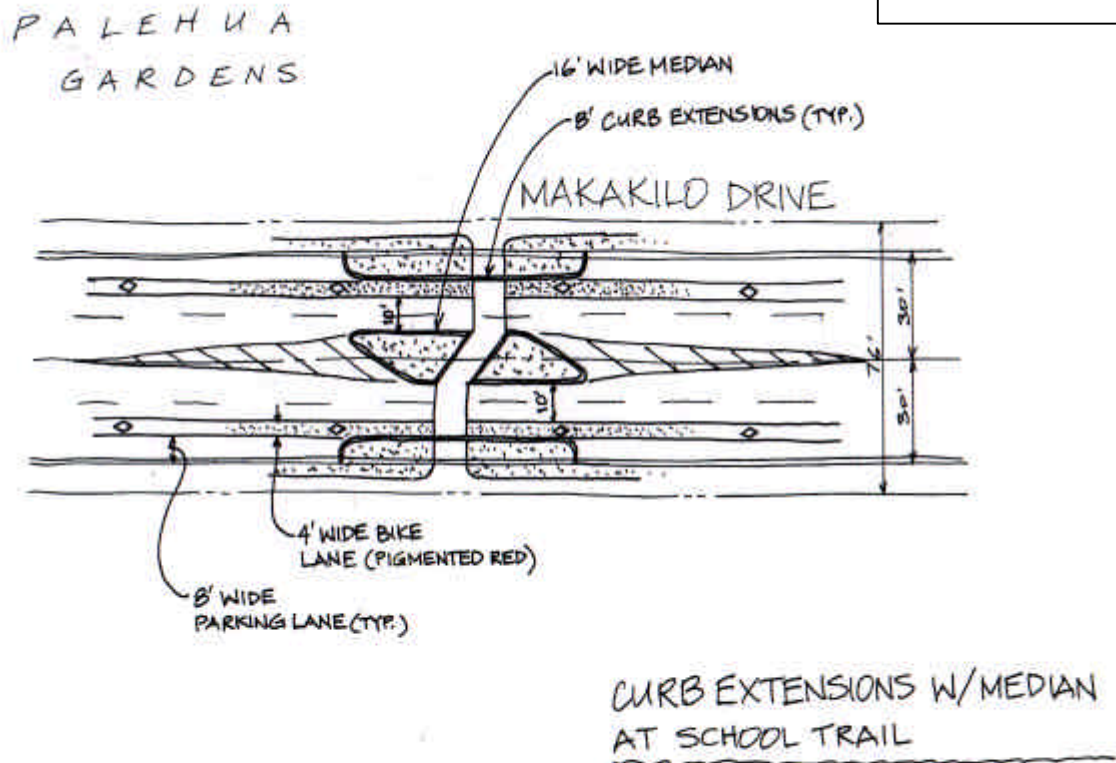 PALEHUA
GARDENS
16' WIDE MEDIAN
8' CURB EXTENSIONS (TYP.)
MAKAKILO DRIVE
10'
30'
76'
30'
10'
4' WIDE BIKE
LANE (PIGMENTED RED)
8' WIDE
PARKING LANE (TYP.)
CURB EXTENSIONS W/MEDIAN
AT SCHOOL TRAIL